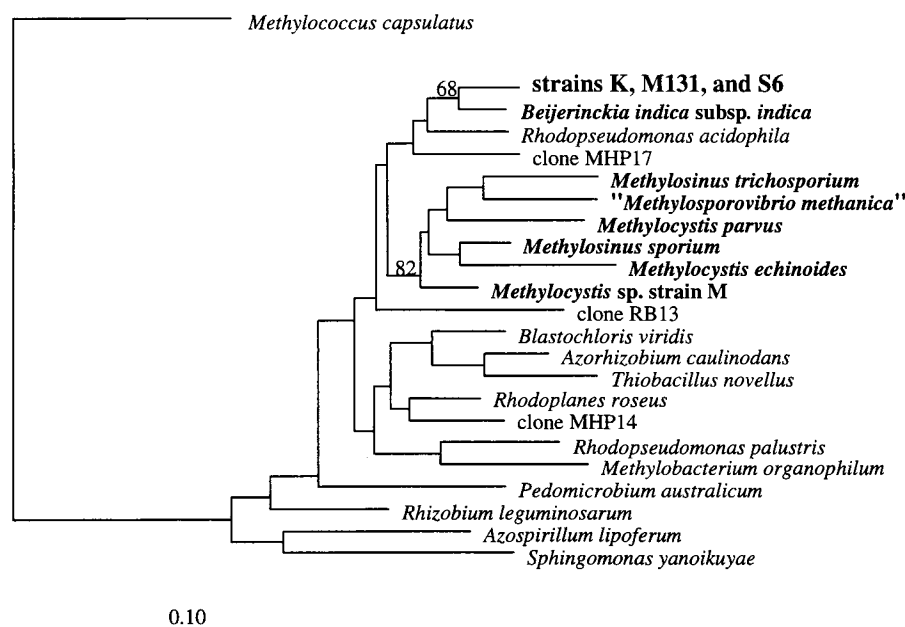 Methylococcus capsulatus
strains K, M131, and S6
68
Beijerinckia indica subsp. indica
Rhodopseudomonas acidophila
clone MHP17
Methylosinus trichosporium
"Methylosporovibrio methanica"
Methylocystis parvus
Methylosinus sporium
82
Methylocystis echinoides
Methylocystis sp. strain M
clone RB13
Blastochloris viridis
Azorhizobium caulinodans
Thiobacillus novellus
Rhodoplanes roseus
clone MHP14
Rhodopseudomonas palustris
Methylobacterium organophilum
Pedomicrobium australicum
Rhizobium leguminosarum
Azospirillum lipoferum
Sphingomonas yanoikuyae
0.10